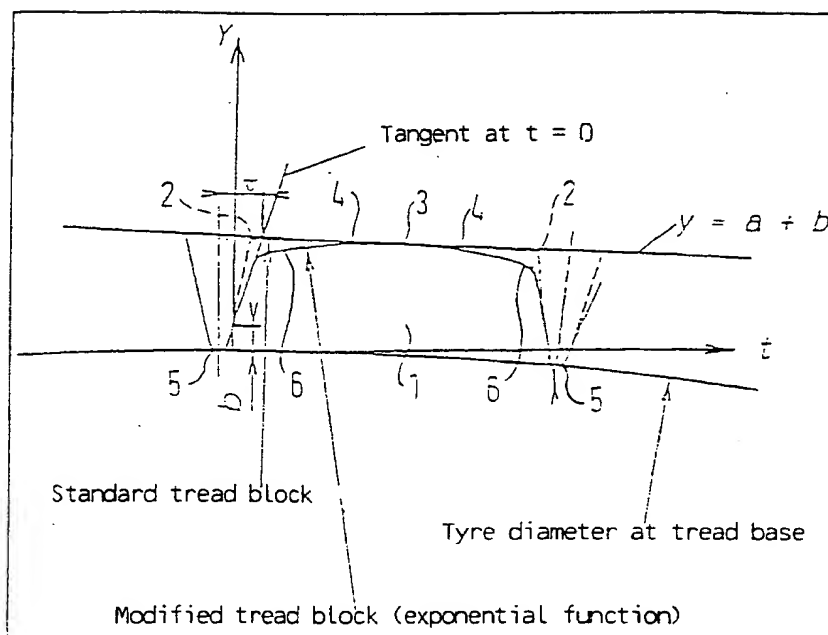 Y
Tangent at t = 0
τ
2 4 3 4 2
y = a + b
γ
t
5 6 1 6 5
b
Standard tread block
Tyre diameter at tread base
Modified tread block (exponential function)